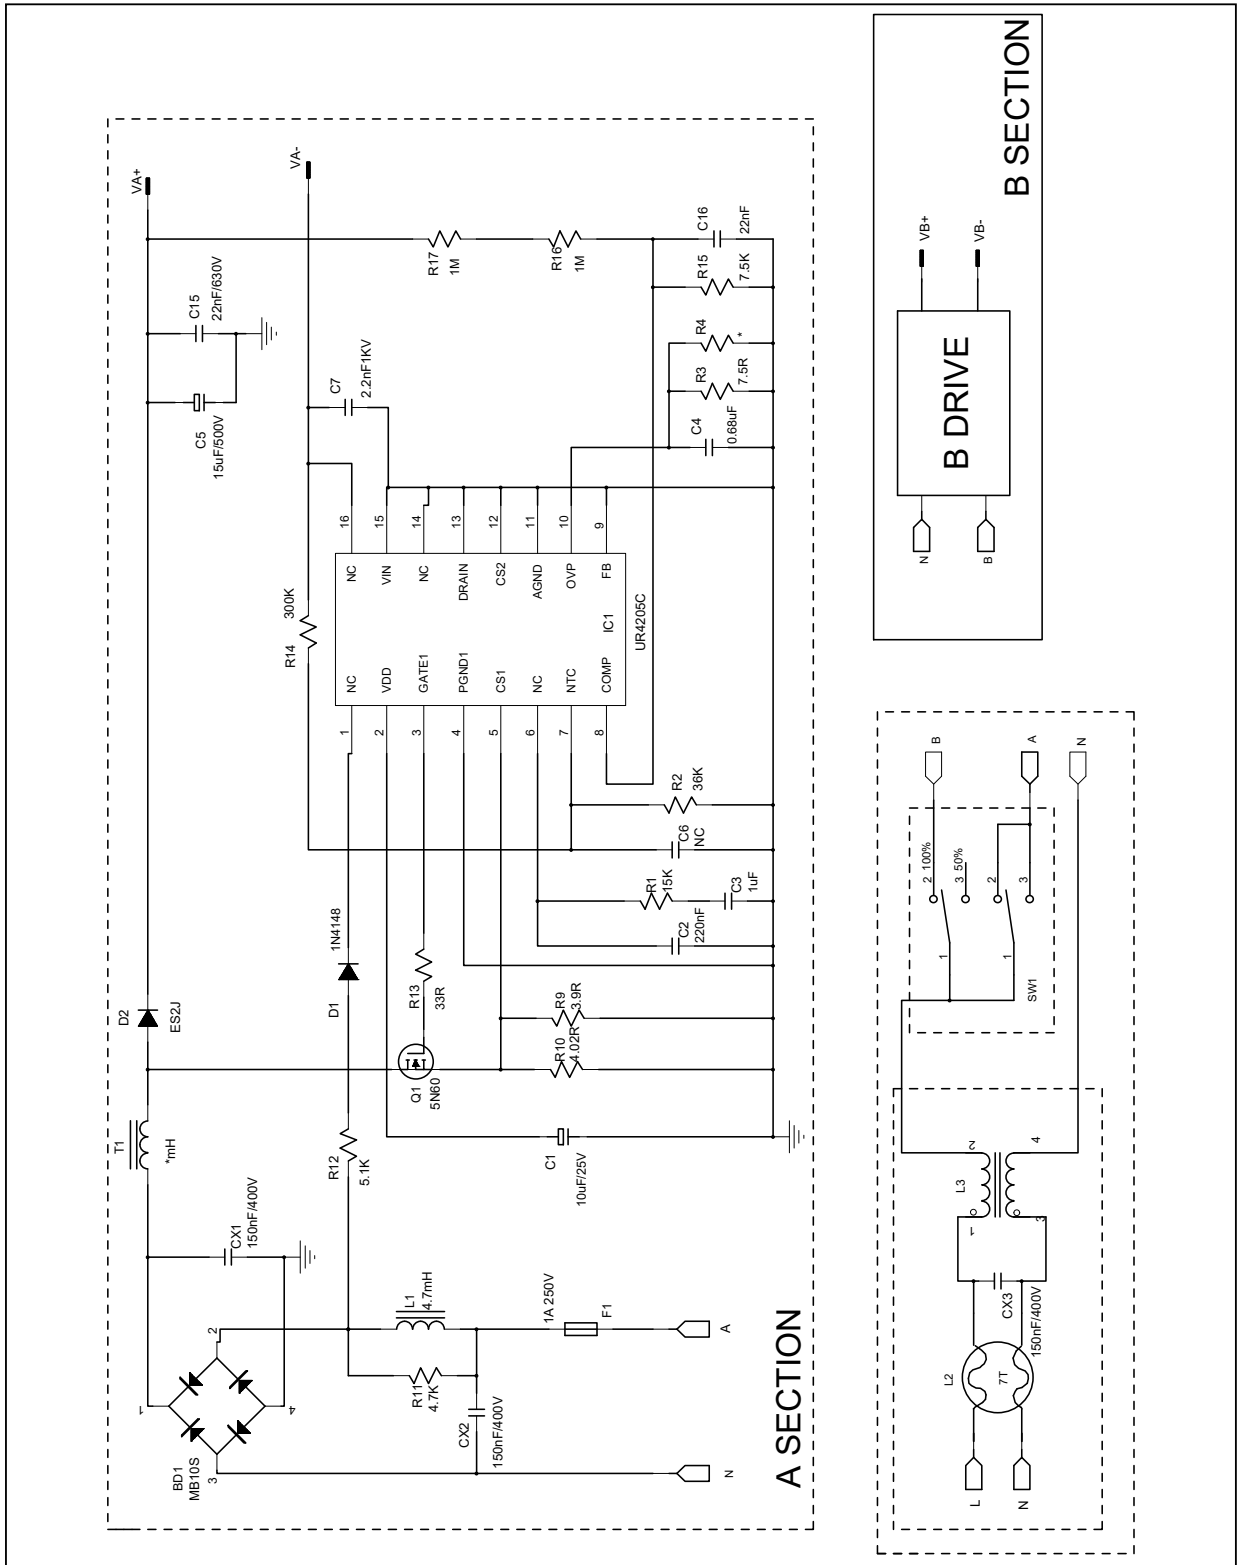 VA+
VA-
D2
ES2J
T1
*mH
C15
22nF/630V
C5
15uF/500V
C7
2.2nF1KV
R17
1M
R16
1M
C16
22nF
R15
7.5K
R4
*
R3
7.5R
C4
0.68uF
R14
300K
16
15
14
13
12
11
10
9
NC
VIN
NC
DRAIN
CS2
AGND
OVP
FB
IC1
UR4205C
NC
VDD
GATE1
PGND1
CS1
NC
NTC
COMP
1
2
3
4
5
6
7
8
R2
36K
C6
NC
R1
15K
C3
1uF
C2
220nF
D1
1N4148
R13
33R
Q1
5N60
R9
3.9R
R10
4.02R
R12
5.1K
C1
10uF/25V
CX1
150nF/400V
BD1
MB10S
1
2
3
4
L1
4.7mH
R11
4.7K
CX2
150nF/400V
1A 250V
F1
A
N
A SECTION
B SECTION
B DRIVE
VB+
VB-
N
B
B
A
N
2 100%
3 50%
2
3
1
1
SW1
L3
1
2
3
4
CX3
150nF/400V
L2
7T
L
N